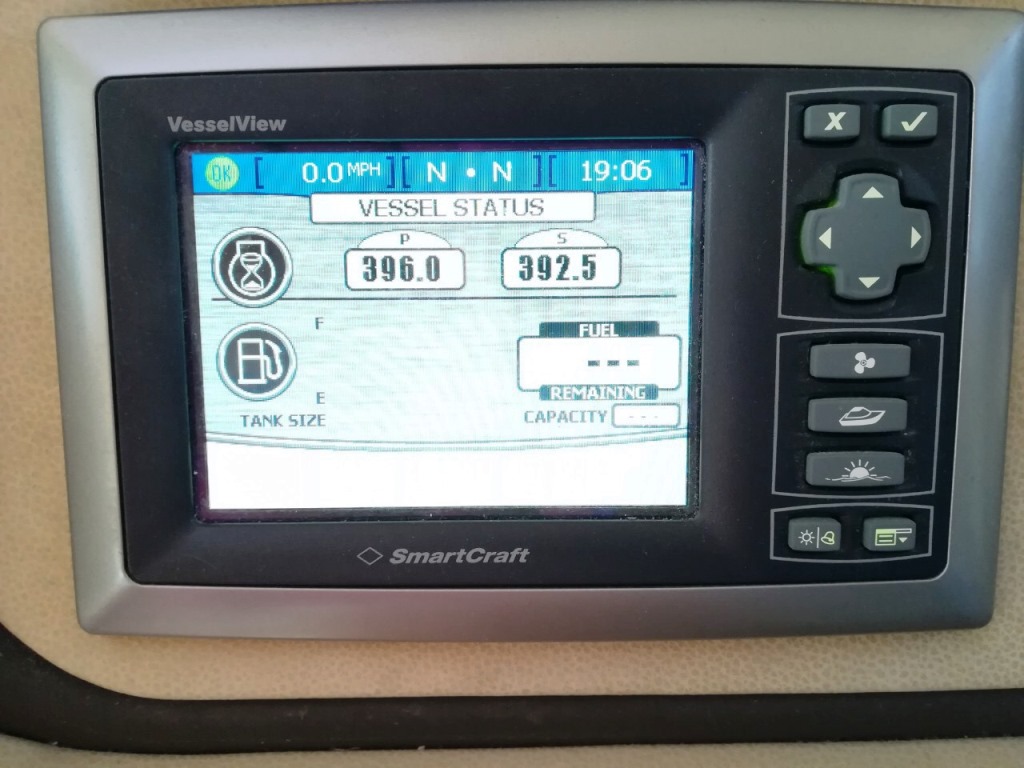 VesselView
OK [ 0.0 MPH ] [ N • N ] [ 19:06 ]
VESSEL STATUS
P S
396.0 392.5
F
FUEL
---
E
REMAINING
TANK SIZE CAPACITY ---
SmartCraft
X